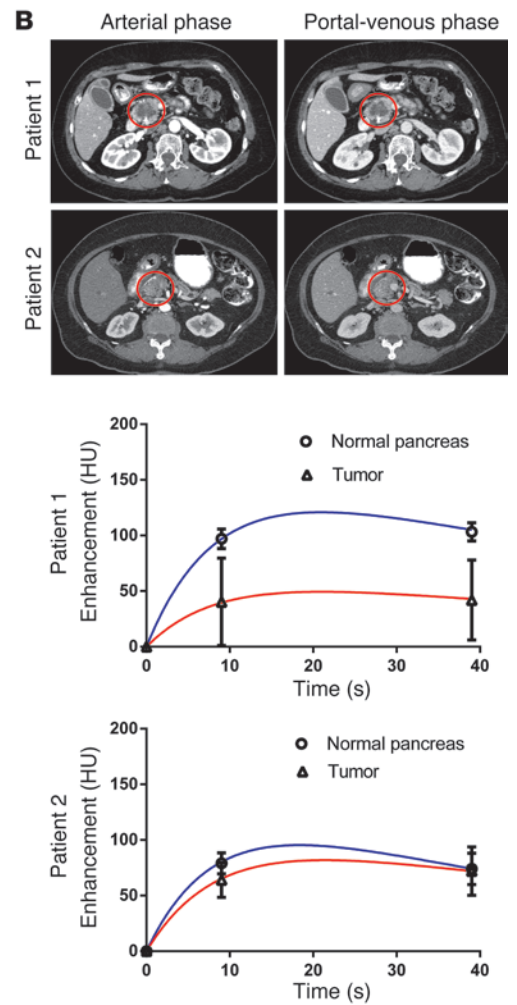 B
Arterial phase
Portal-venous phase
Patient 1
Patient 2
Patient 1
Enhancement (HU)
200
150
100
50
0
Normal pancreas
Tumor
0
10
20
30
40
Time (s)
Patient 2
Enhancement (HU)
200
150
100
50
0
Normal pancreas
Tumor
0
10
20
30
40
Time (s)